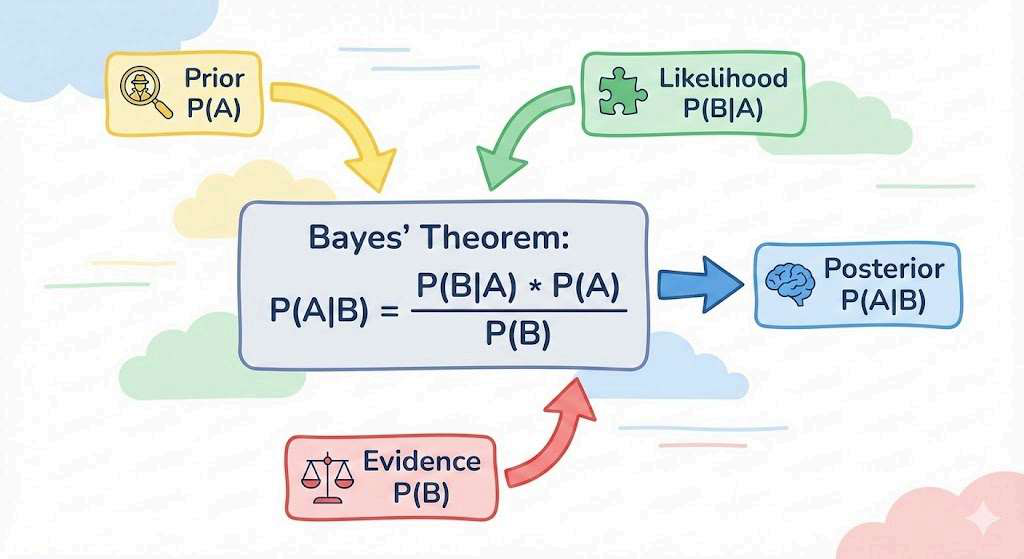 Prior
P(A)
Likelihood
P(B|A)
Bayes’ Theorem:
P(A|B) = P(B|A) * P(A)
P(B)
Posterior
P(A|B)
Evidence
P(B)